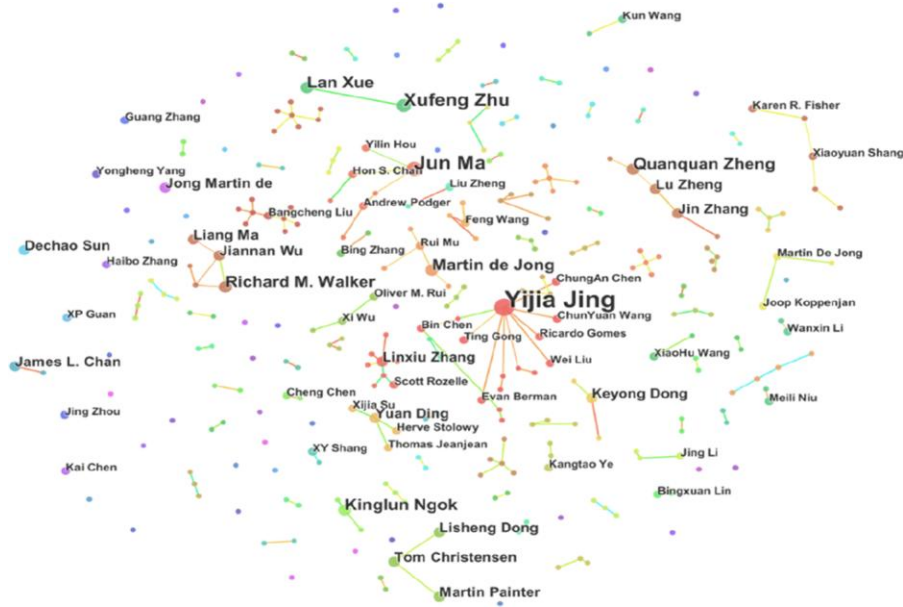 Kun Wang
Lan Xue
Xufeng Zhu
Karen R. Fisher
Guang Zhang
Yilin Hou
Jun Ma
Xiaoyuan Shang
Quanquan Zheng
Yongheng Yang
Hon S. Chan
Jong Martin de
Liu Zheng
Lu Zheng
Andrew Podger
Bangcheng Liu
Jin Zhang
Feng Wang
Liang Ma
Rui Mu
Dechao Sun
Bing Zhang
Jiannan Wu
Martin De Jong
Haibo Zhang
Martin de Jong
Richard M. Walker
ChungAn Chen
Oliver M. Rui
Yijia Jing
Joop Koppenjan
XP Guan
Xi Wu
ChunYuan Wang
Bin Chen
Wanxin Li
Ting Gong
Ricardo Gomes
XiaoHu Wang
James L. Chan
Linxiu Zhang
Wei Liu
Scott Rozelle
Cheng Chen
Keyong Dong
Meili Niu
Evan Berman
Xijia Su
Jing Zhou
Yuan Ding
Herve Stolowy
XY Shang
Thomas Jeanjean
Jing Li
Kai Chen
Kangtao Ye
Bingxuan Lin
Kinglun Ngok
Lisheng Dong
Tom Christensen
Martin Painter